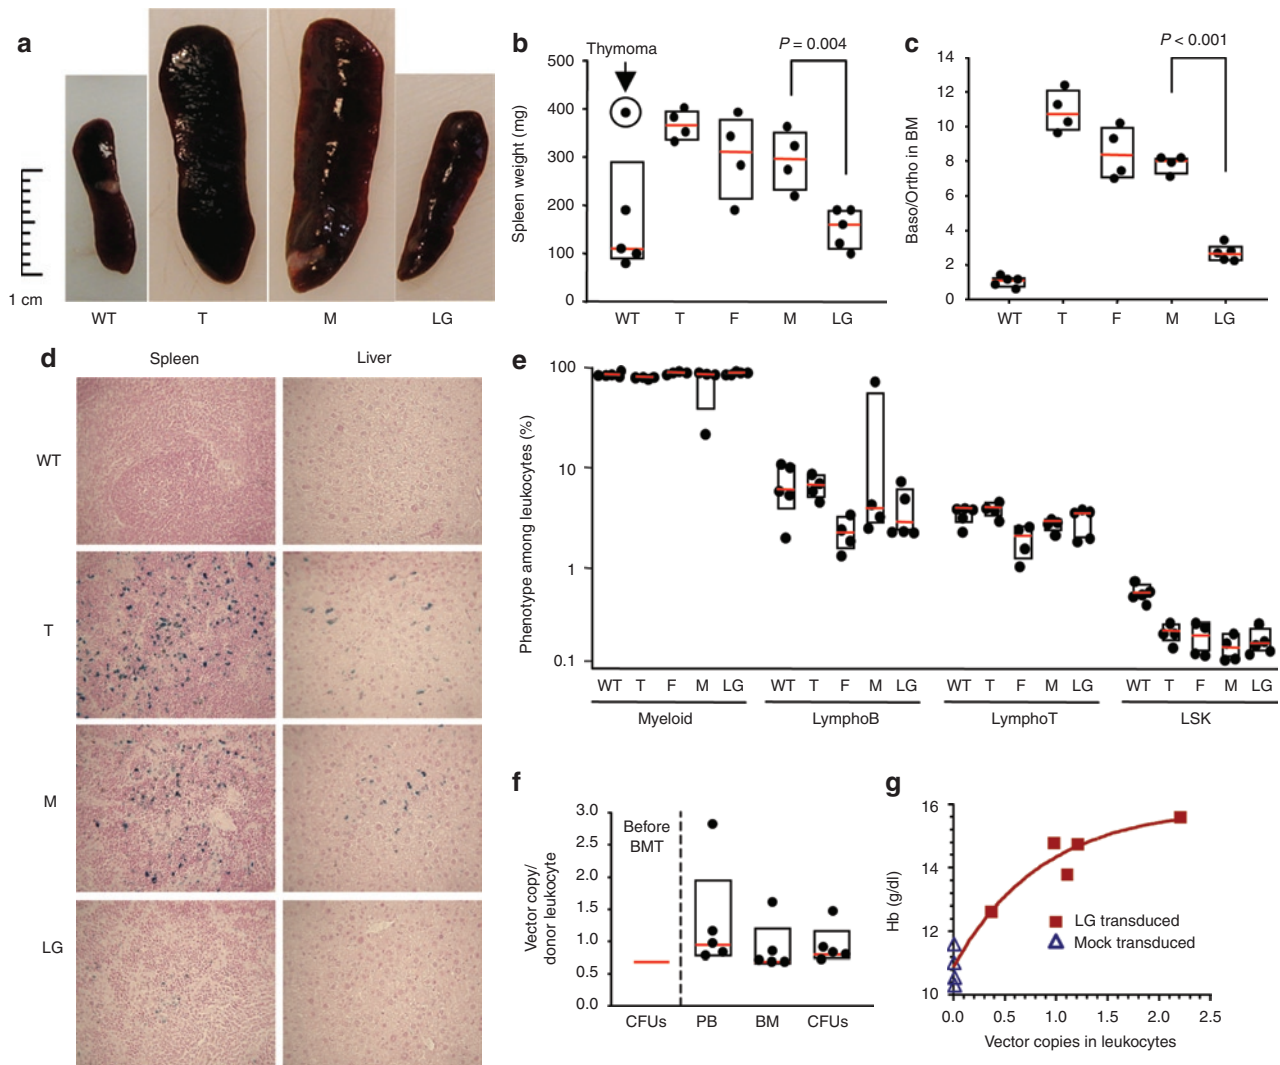 a
1 cm
WT T M LG
b
Thymoma
P = 0.004
Spleen weight (mg)
500
400
300
200
100
0
WT T F M LG
c
P < 0.001
Baso/Ortho in BM
14
12
10
8
6
4
2
0
WT T F M LG
d
Spleen Liver
WT
T
M
LG
e
Phenotype among leukocytes (%)
100
10
1
0.1
WT T F M LG WT T F M LG WT T F M LG WT T F M LG
Myeloid LymphoB LymphoT LSK
f
Vector copy/
donor leukocyte
3.0
2.5
2.0
1.5
1.0
0.5
0.0
Before
BMT
CFUs PB BM CFUs
g
Hb (g/dl)
16
14
12
10
LG transduced
Mock transduced
0.0 0.5 1.0 1.5 2.0 2.5
Vector copies in leukocytes